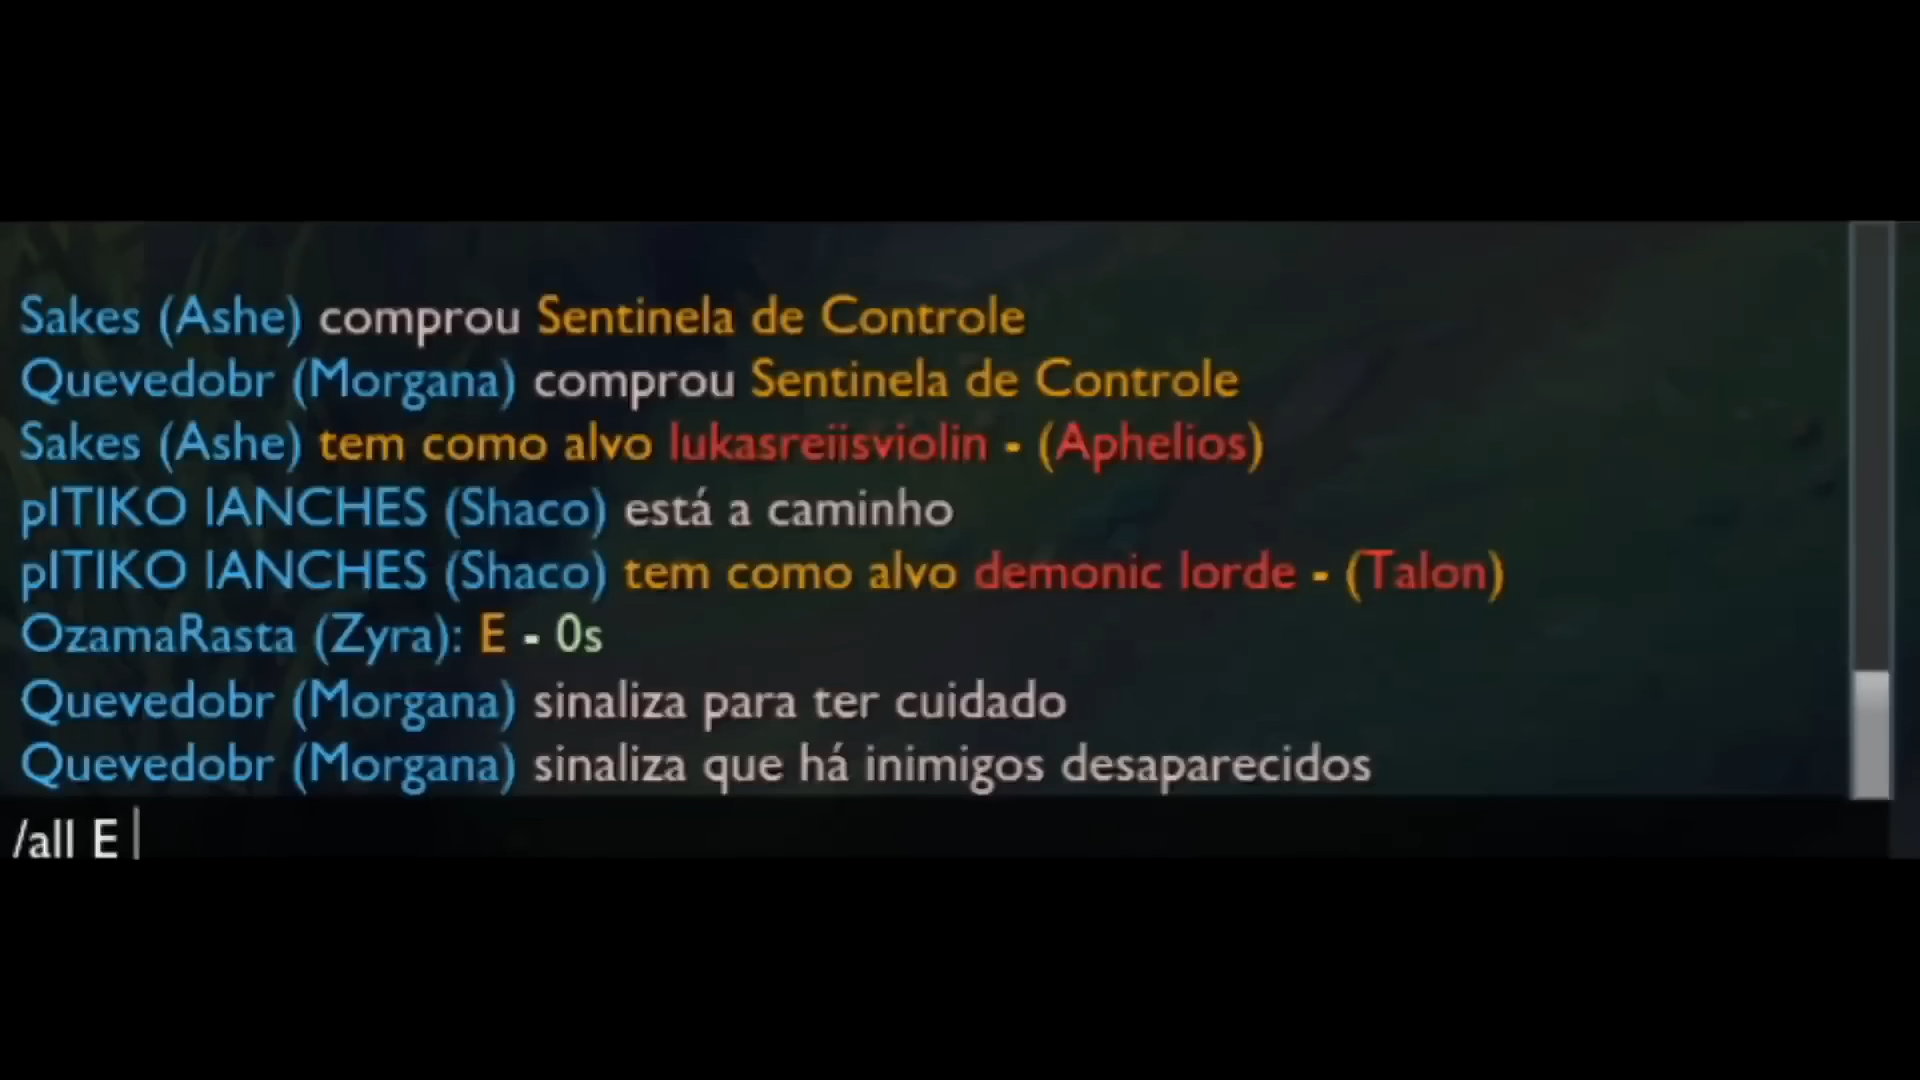 Sakes (Ashe) comprou Sentinela de Controle
Quevedobr (Morgana) comprou Sentinela de Controle
Sakes (Ashe) tem como alvo lukasreiisviolin - (Aphelios)
pITIKO IANCHES (Shaco) está a caminho
pITIKO IANCHES (Shaco) tem como alvo demonic lorde - (Talon)
OzamaRasta (Zyra): E - 0s
Quevedobr (Morgana) sinaliza para ter cuidado
Quevedobr (Morgana) sinaliza que há inimigos desaparecidos
/all E